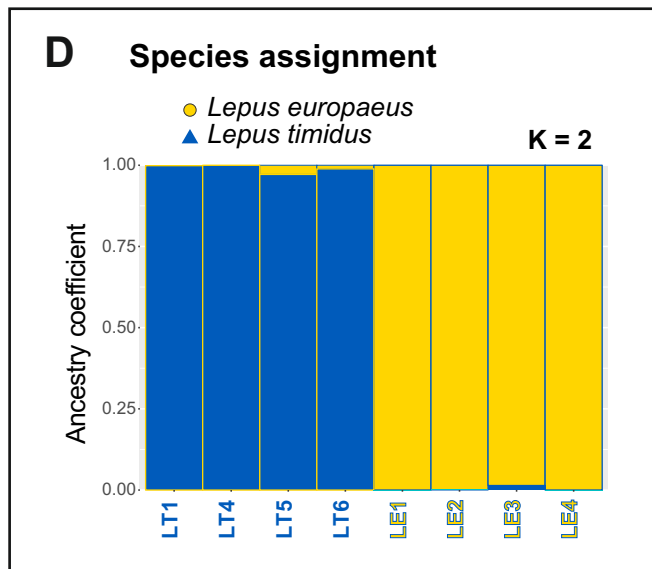 D Species assignment
Lepus europaeus
Lepus timidus
K = 2
1.00
0.75
0.50
0.25
0.00
Ancestry coefficient
LT1 LT4 LT5 LT6 LE1 LE2 LE3 LE4